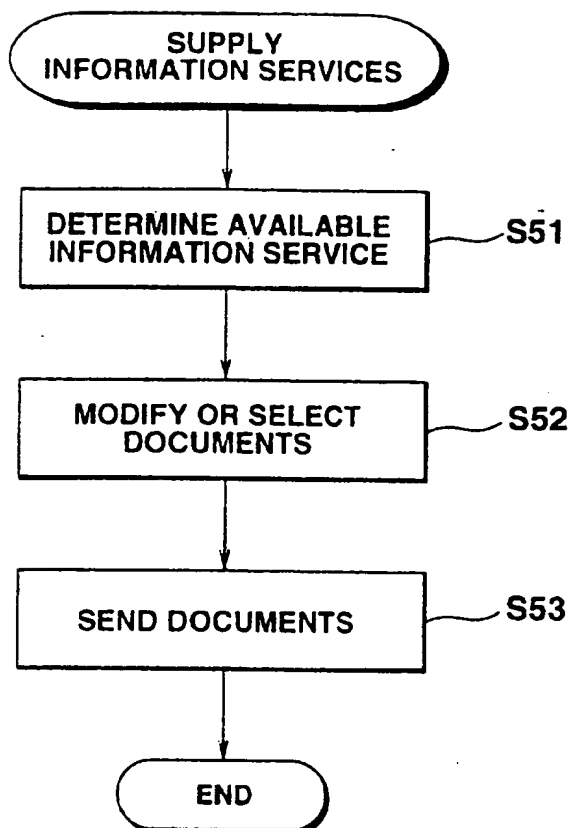 SUPPLY
INFORMATION SERVICES
DETERMINE AVAILABLE
INFORMATION SERVICE
S51
MODIFY OR SELECT
DOCUMENTS
S52
SEND DOCUMENTS
S53
END